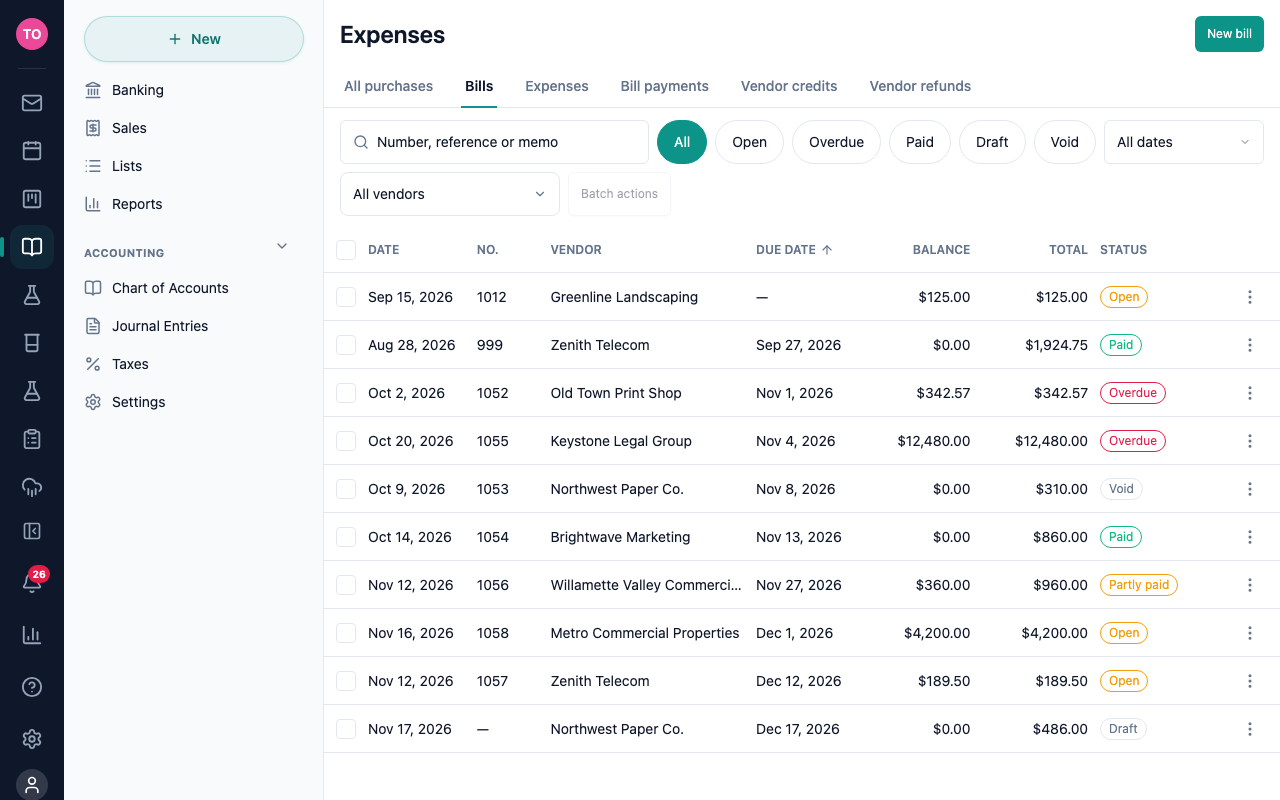 TO
26
New
Banking
Sales
Lists
Reports
ACCOUNTING
Chart of Accounts
Journal Entries
Taxes
Settings
Expenses
New bill
All purchases Bills Expenses Bill payments Vendor credits Vendor refunds
Number, reference or memo All Open Overdue Paid Draft Void All dates
All vendors Batch actions
DATE NO. VENDOR DUE DATE BALANCE TOTAL STATUS
Sep 15, 2026 1012 Greenline Landscaping — $125.00 $125.00 Open
Aug 28, 2026 999 Zenith Telecom Sep 27, 2026 $0.00 $1,924.75 Paid
Oct 2, 2026 1052 Old Town Print Shop Nov 1, 2026 $342.57 $342.57 Overdue
Oct 20, 2026 1055 Keystone Legal Group Nov 4, 2026 $12,480.00 $12,480.00 Overdue
Oct 9, 2026 1053 Northwest Paper Co. Nov 8, 2026 $0.00 $310.00 Void
Oct 14, 2026 1054 Brightwave Marketing Nov 13, 2026 $0.00 $860.00 Paid
Nov 12, 2026 1056 Willamette Valley Commerci... Nov 27, 2026 $360.00 $960.00 Partly paid
Nov 16, 2026 1058 Metro Commercial Properties Dec 1, 2026 $4,200.00 $4,200.00 Open
Nov 12, 2026 1057 Zenith Telecom Dec 12, 2026 $189.50 $189.50 Open
Nov 17, 2026 — Northwest Paper Co. Dec 17, 2026 $0.00 $486.00 Draft